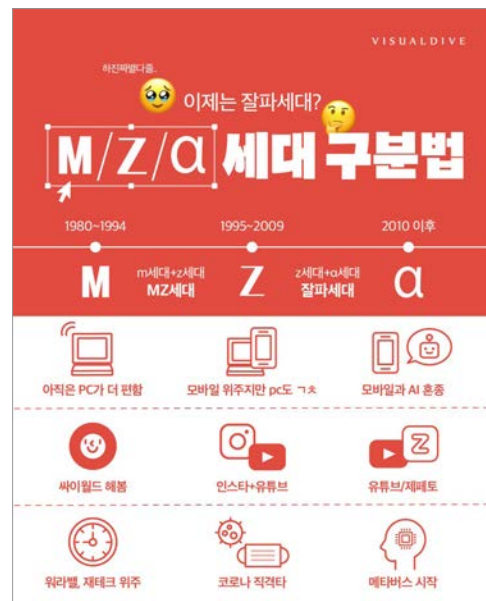 VISUALDIVE
하진짜별다줄..
이제는 잘파세대?
M/Z/α 세대 구분법
1980~1994 1995~2009 2010 이후
M m세대+z세대 Z z세대+α세대 α
MZ세대 잘파세대
아직은 PC가 더 편함 모바일 위주지만 pc도 ㄱㅊ 모바일과 AI 혼종
Z
싸이월드 해봄 인스타+유튜브 유튜브/제페토
워라밸, 재테크 위주 코로나 직격타 메타버스 시작